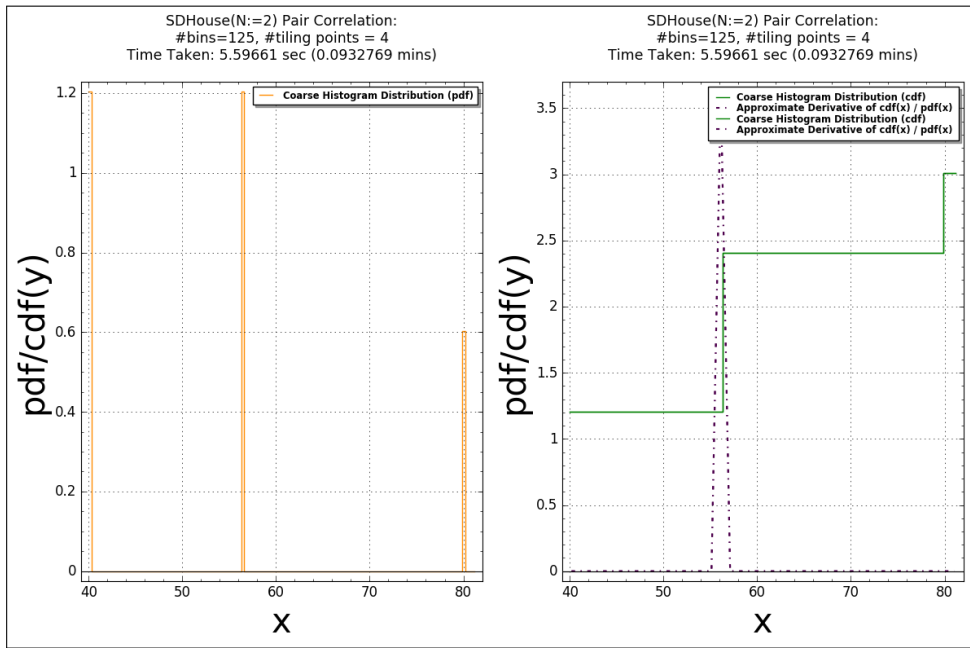 SDHouse(N:=2) Pair Correlation:
#bins=125, #tiling points = 4
Time Taken: 5.59661 sec (0.0932769 mins)
Coarse Histogram Distribution (pdf)
pdf/cdf(y)
1.2
1
0.8
0.6
0.4
0.2
0
40
50
60
70
80
x
SDHouse(N:=2) Pair Correlation:
#bins=125, #tiling points = 4
Time Taken: 5.59661 sec (0.0932769 mins)
Coarse Histogram Distribution (cdf)
Approximate Derivative of cdf(x) / pdf(x)
Coarse Histogram Distribution (cdf)
Approximate Derivative of cdf(x) / pdf(x)
pdf/cdf(y)
3.5
3
2.5
2
1.5
1
0.5
0
40
50
60
70
80
x